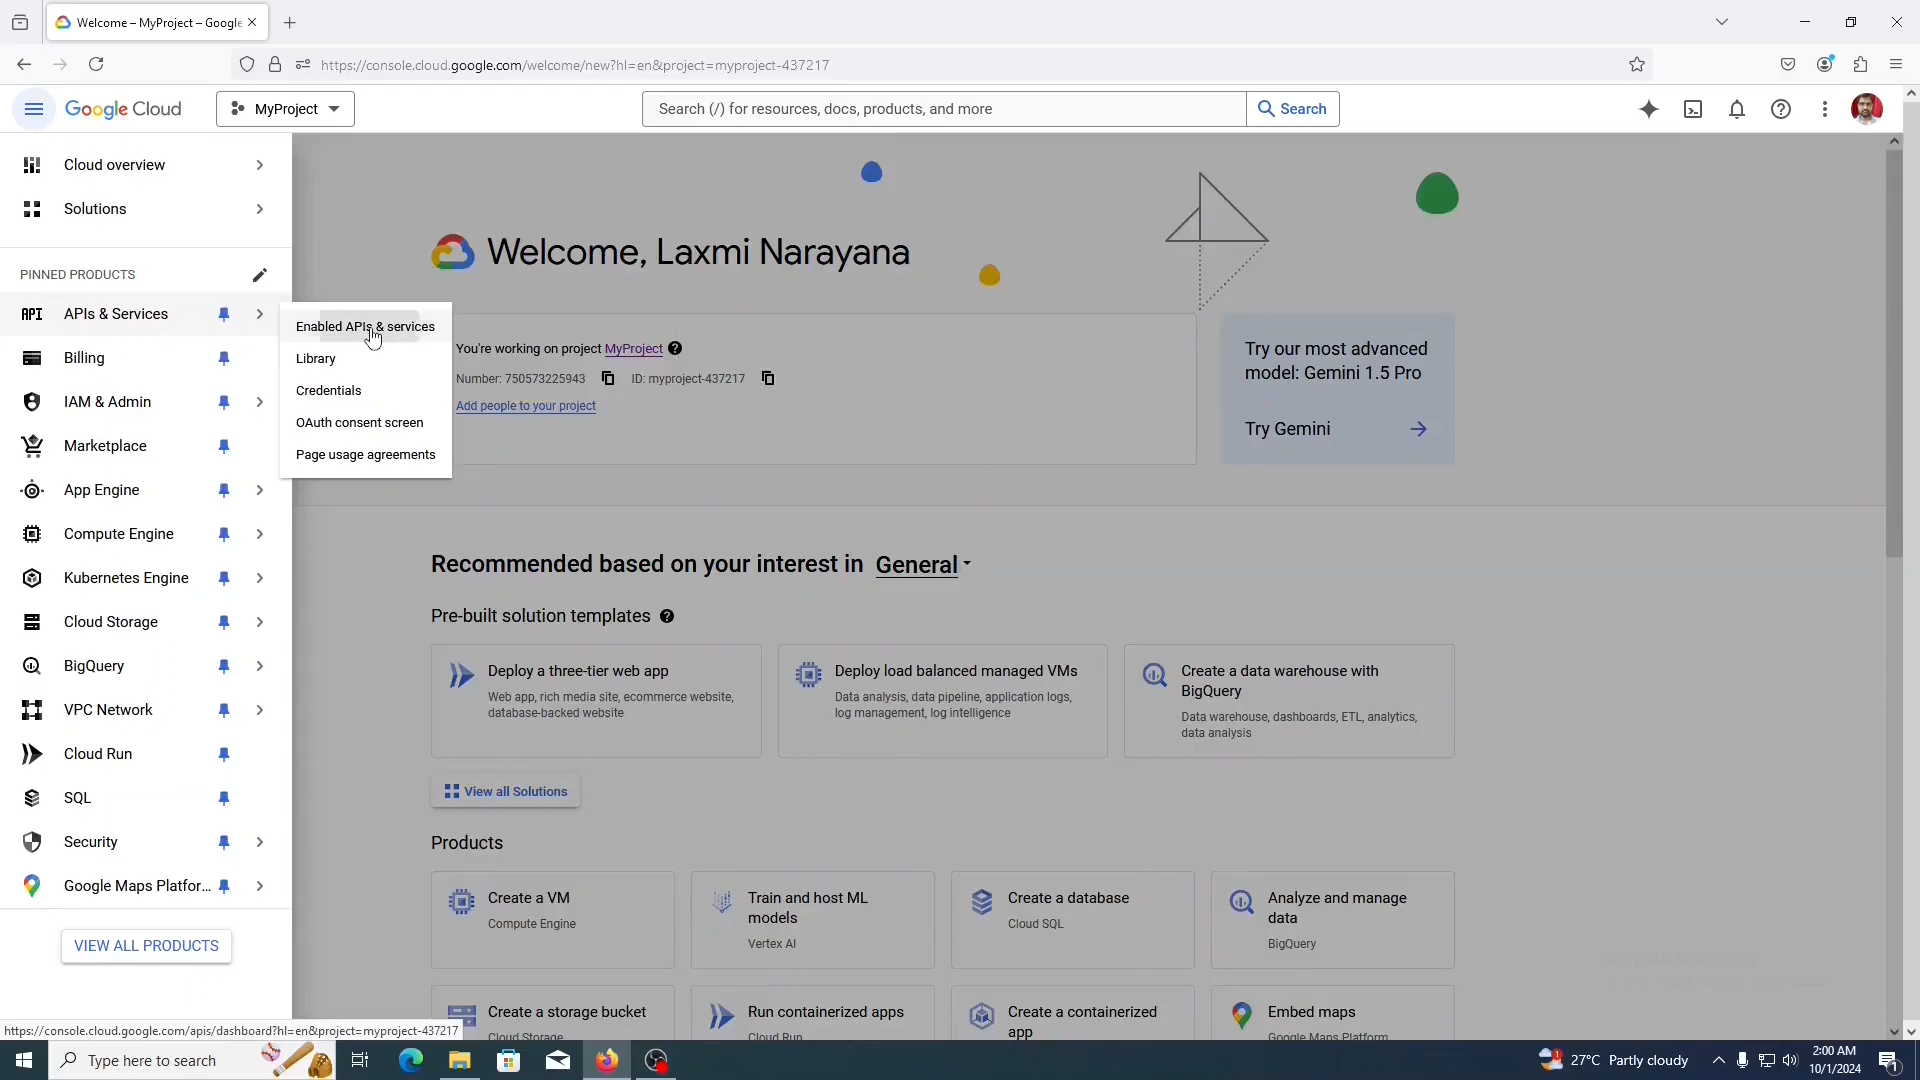 Welcome – MyProject – Google
https://console.cloud.google.com/welcome/new?hl=en&project=myproject-437217
Google Cloud
MyProject
Search (/) for resources, docs, products, and more
Search
Cloud overview
Solutions
PINNED PRODUCTS
API APIs & Services
Billing
IAM & Admin
Marketplace
App Engine
Compute Engine
Kubernetes Engine
Cloud Storage
BigQuery
VPC Network
Cloud Run
SQL
Security
Google Maps Platfor...
VIEW ALL PRODUCTS
Enabled APIs & services
Library
Credentials
OAuth consent screen
Page usage agreements
Welcome, Laxmi Narayana
You're working on project MyProject
Number: 750573225943 ID: myproject-437217
Add people to your project
Try our most advanced
model: Gemini 1.5 Pro
Try Gemini
Recommended based on your interest in General
Pre-built solution templates
Deploy a three-tier web app
Web app, rich media site, ecommerce website,
database-backed website
Deploy load balanced managed VMs
Data analysis, data pipeline, application logs,
log management, log intelligence
Create a data warehouse with
BigQuery
Data warehouse, dashboards, ETL, analytics,
data analysis
View all Solutions
Products
Create a VM
Compute Engine
Train and host ML
models
Vertex AI
Create a database
Cloud SQL
Analyze and manage
data
BigQuery
Create a storage bucket
Cloud Storage
Run containerized apps
Cloud Run
Create a containerized
app
Embed maps
Google Maps Platform
https://console.cloud.google.com/apis/dashboard?hl=en&project=myproject-437217
Type here to search
1
27°C Partly cloudy
2:00 AM
10/1/2024
1